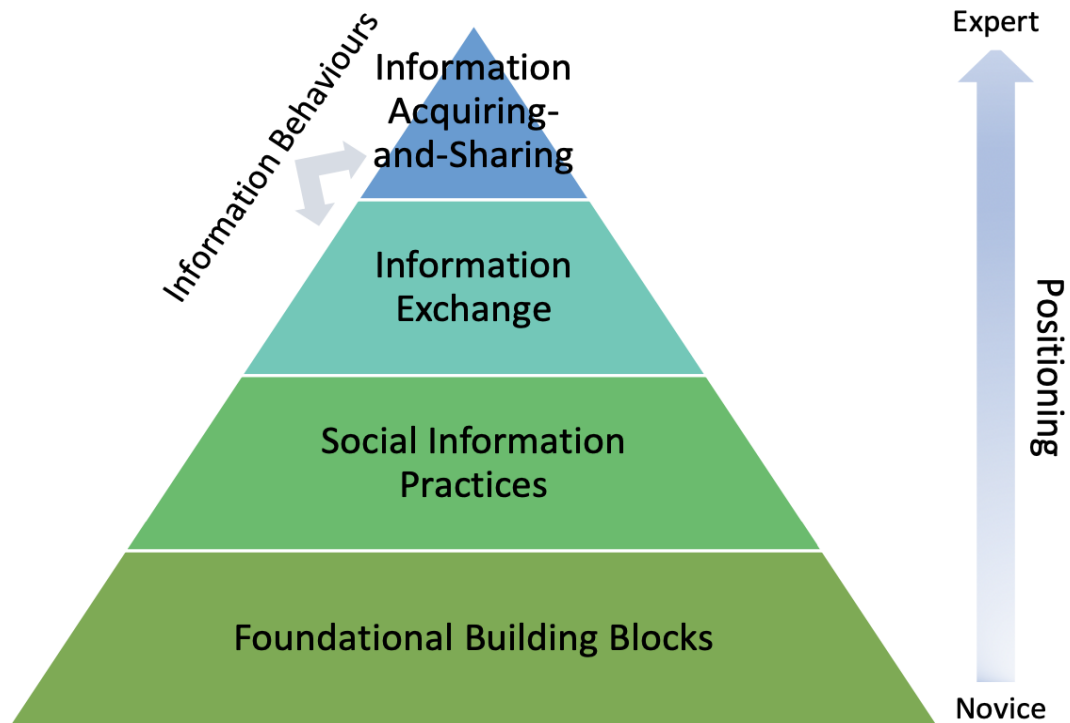 Information Behaviours
Information
Acquiring-
and-Sharing
Information
Exchange
Social Information
Practices
Foundational Building Blocks
Expert
Positioning
Novice